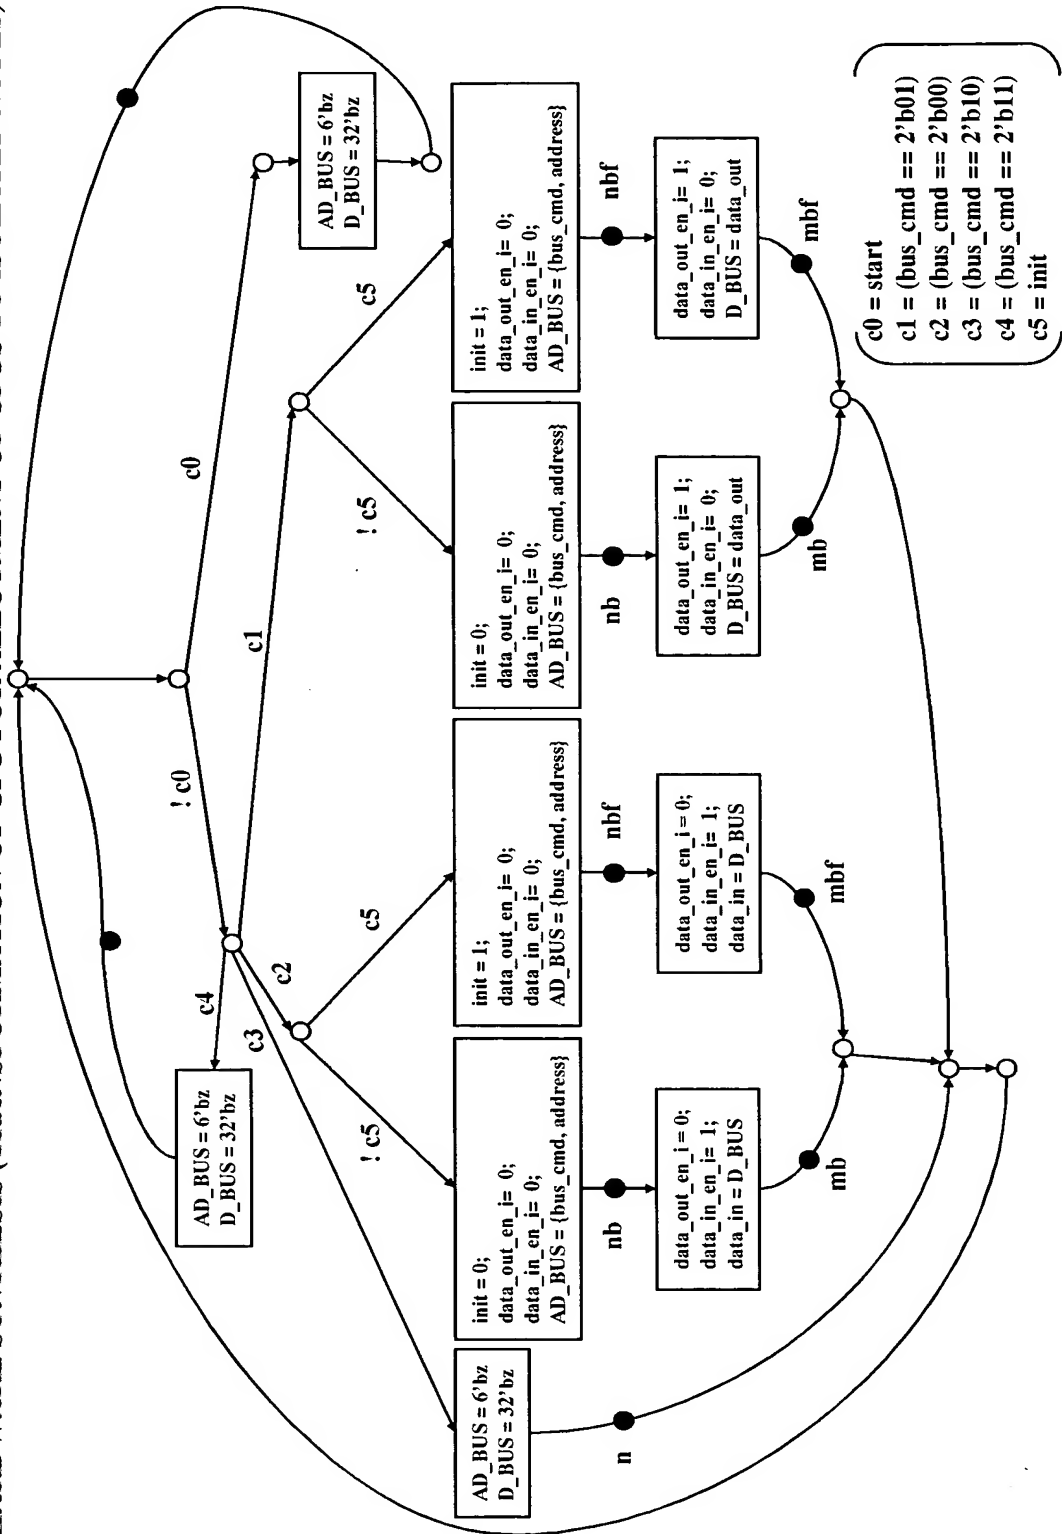 ! c0
c0
c4
AD_BUS = 6'bz
D_BUS = 32'bz
AD_BUS = 6'bz
D_BUS = 32'bz
c3
c2
c1
! c5
c5
! c5
c5
AD_BUS = 6'bz
D_BUS = 32'bz
init = 0;
data_out_en_i= 0;
data_in_en_i= 0;
AD_BUS = {bus_cmd, address}
init = 1;
data_out_en_i= 0;
data_in_en_i= 0;
AD_BUS = {bus_cmd, address}
init = 0;
data_out_en_i= 0;
data_in_en_i= 0;
AD_BUS = {bus_cmd, address}
init = 1;
data_out_en_i= 0;
data_in_en_i= 0;
AD_BUS = {bus_cmd, address}
n
nb
nbf
nb
nbf
data_out_en_i= 0;
data_in_en_i= 1;
data_in = D_BUS
data_out_en_i= 0;
data_in_en_i= 1;
data_in = D_BUS
data_out_en_i= 1;
data_in_en_i= 0;
D_BUS = data_out
data_out_en_i= 1;
data_in_en_i= 0;
D_BUS = data_out
mb
mbf
mb
mbf
c0 = start
c1 = (bus_cmd == 2'b01)
c2 = (bus_cmd == 2'b00)
c3 = (bus_cmd == 2'b10)
c4 = (bus_cmd == 2'b11)
c5 = init